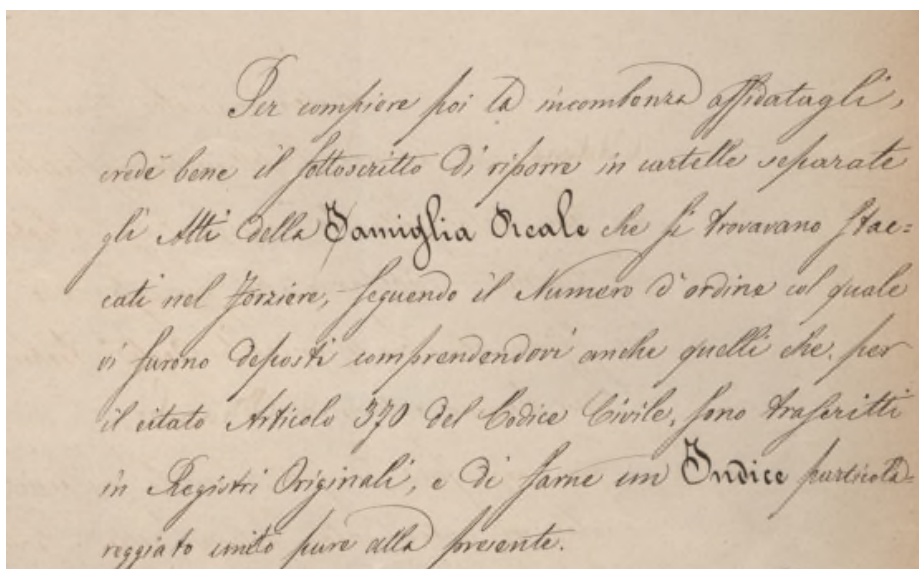 Per compiere poi la incombenza affidatagli,
credè bene il sottoscritto di riporre in cartelle separate
gli Atti della Famiglia Reale che si trovavano stac=
cati nel forziere, seguendo il Numero d'ordine col quale
vi furono deposti comprendendovi anche quelli che, per
il citato Articolo 370 del Codice Civile, sono trascritti
in Registri Originali, e di farne un Indice particola=
reggiato unito pure alla presente.